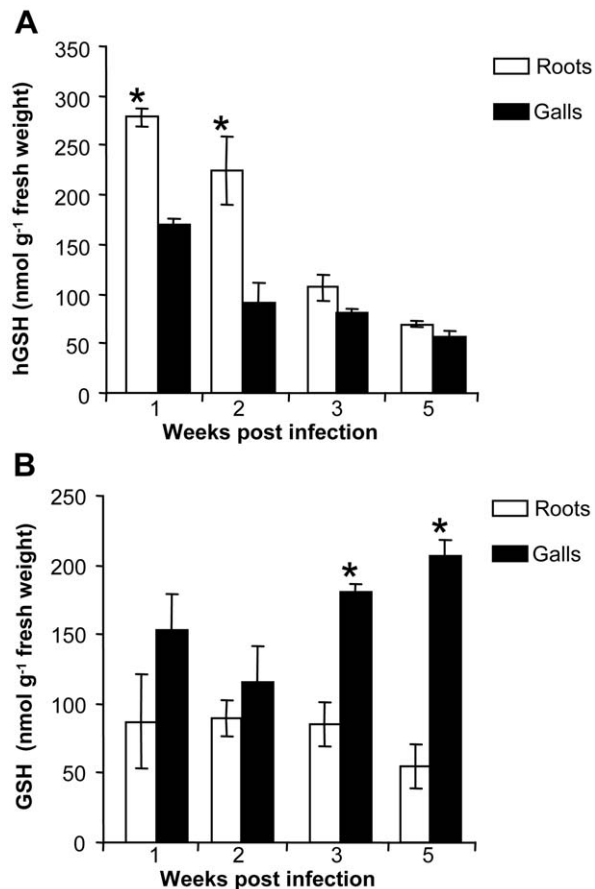 A
hGSH (nmol g⁻¹ fresh weight)
350
300
250
200
150
100
50
0
*
*
Roots
Galls
1 2 3 5
Weeks post infection
B
GSH (nmol g⁻¹ fresh weight)
250
200
150
100
50
0
*
*
Roots
Galls
1 2 3 5
Weeks post infection